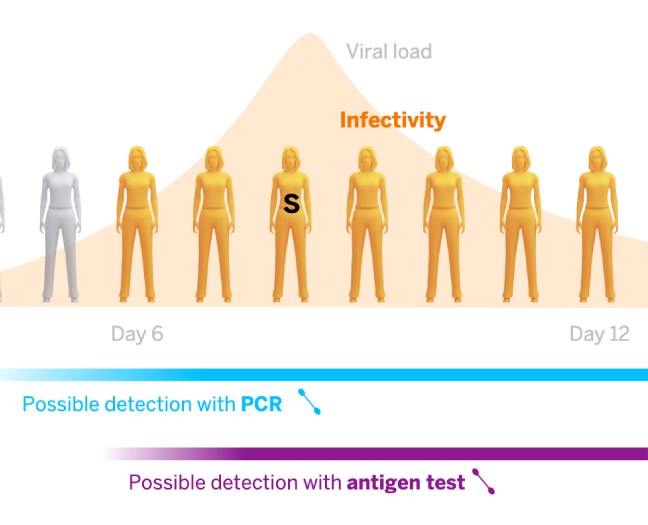 Viral load
Infectivity
S
Day 6
Day 12
Possible detection with PCR
Possible detection with antigen test